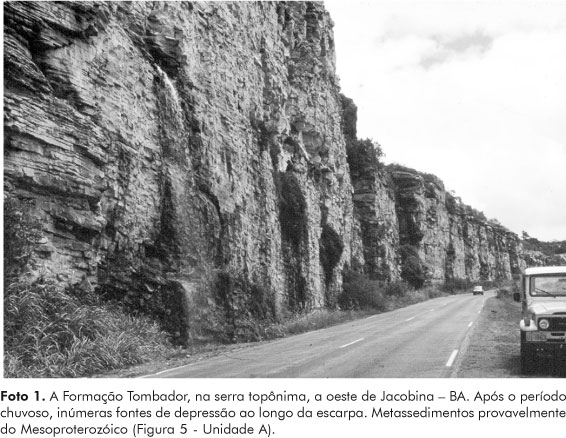 Foto 1. A Formação Tombador, na serra topônima, a oeste de Jacobina – BA. Após o período
chuvoso, inúmeras fontes de depressão ao longo da escarpa. Metassedimentos provavelmente
do Mesoproterozóico (Figura 5 - Unidade A).